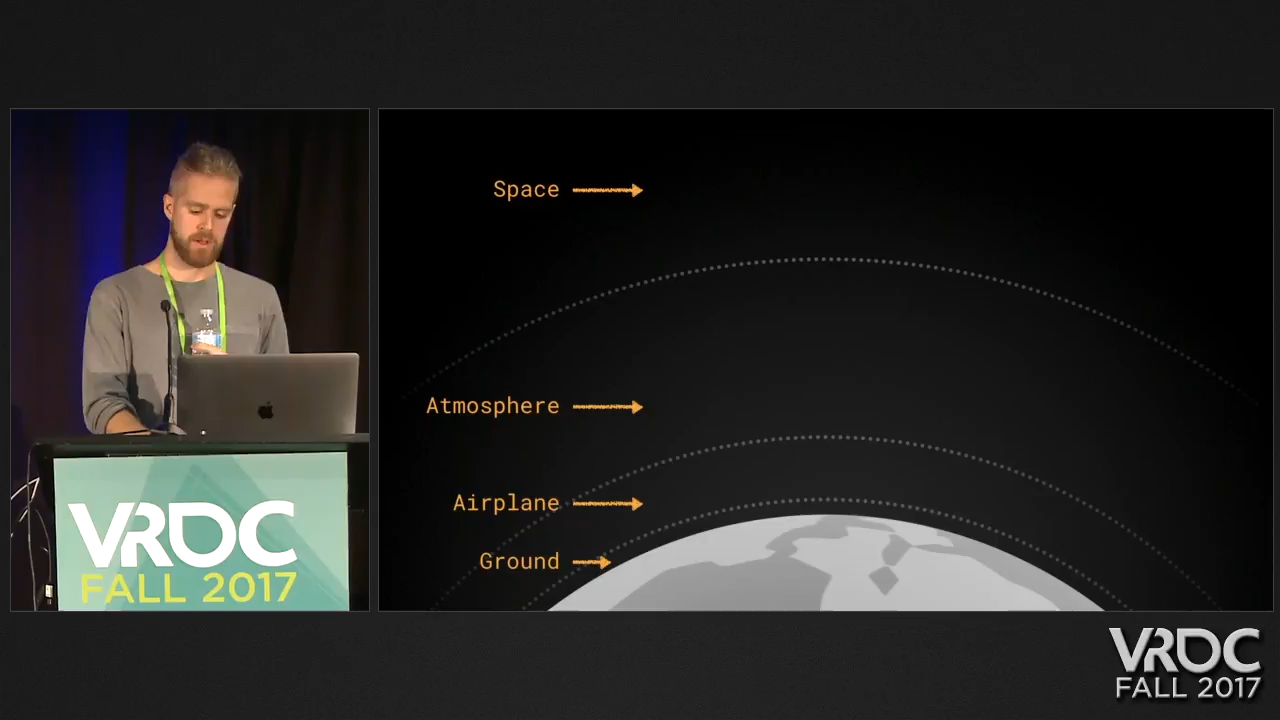 Space
Atmosphere
Airplane
Ground
VRDC
FALL 2017
VRDC
FALL 2017